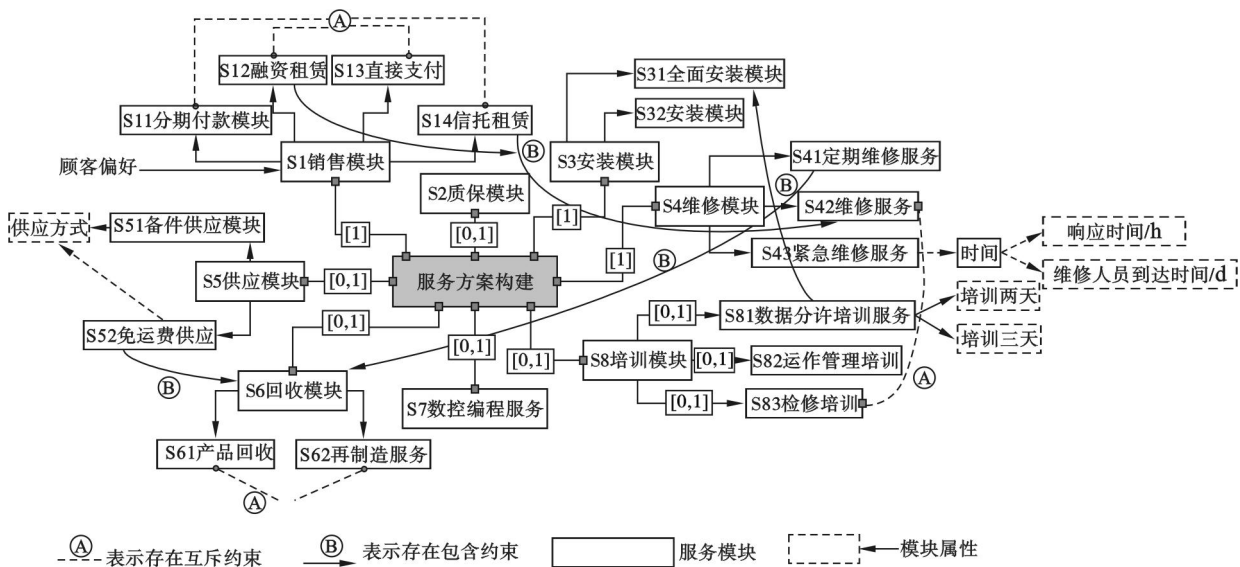 A
S12融资租赁
S13直接支付
S31全面安装模块
S11分期付款模块
S14信托租赁
S32安装模块
B
顾客偏好
S1销售模块
S3安装模块
S41定期维修服务
S2质保模块
B
供应方式
S51备件供应模块
[1]
[0,1]
[1]
S4维修模块
S42维修服务
响应时间/h
[1]
S43紧急维修服务
时间
S5供应模块
[0,1]
服务方案构建
B
维修人员到达时间/d
培训两天
S52免运费供应
[0,1]
[0,1]
[0,1]
[0,1]
S81数据分许培训服务
培训三天
B
S6回收模块
S8培训模块
[0,1]
S82运作管理培训
A
S7数控编程服务
[0,1]
S83检修培训
S61产品回收
S62再制造服务
A
A
表示存在互斥约束
B
表示存在包含约束
服务模块
模块属性